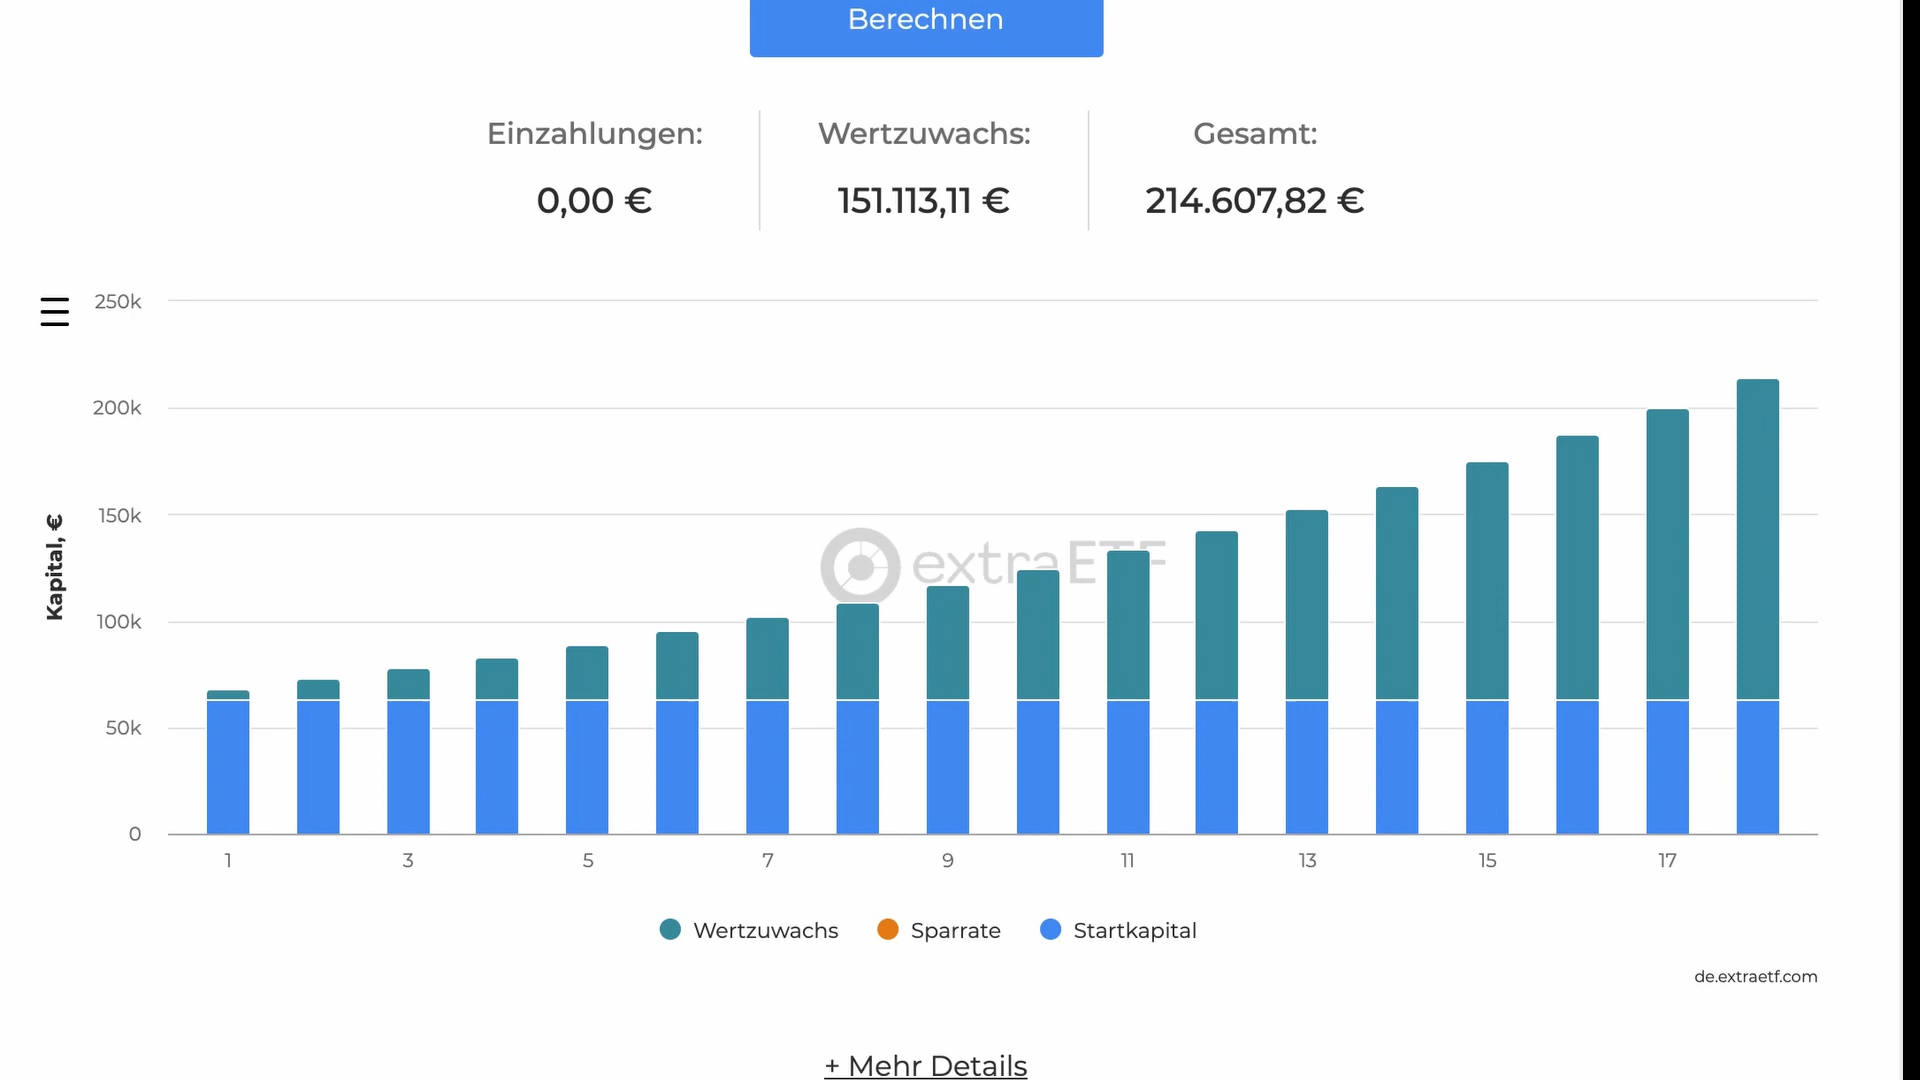 Berechnen
Einzahlungen: Wertzuwachs: Gesamt:
0,00 € 151.113,11 € 214.607,82 €
250k
200k
150k
100k
50k
0
Kapital, €
extraETF
1 3 5 7 9 11 13 15 17
Wertzuwachs Sparrate Startkapital
de.extraetf.com
+ Mehr Details